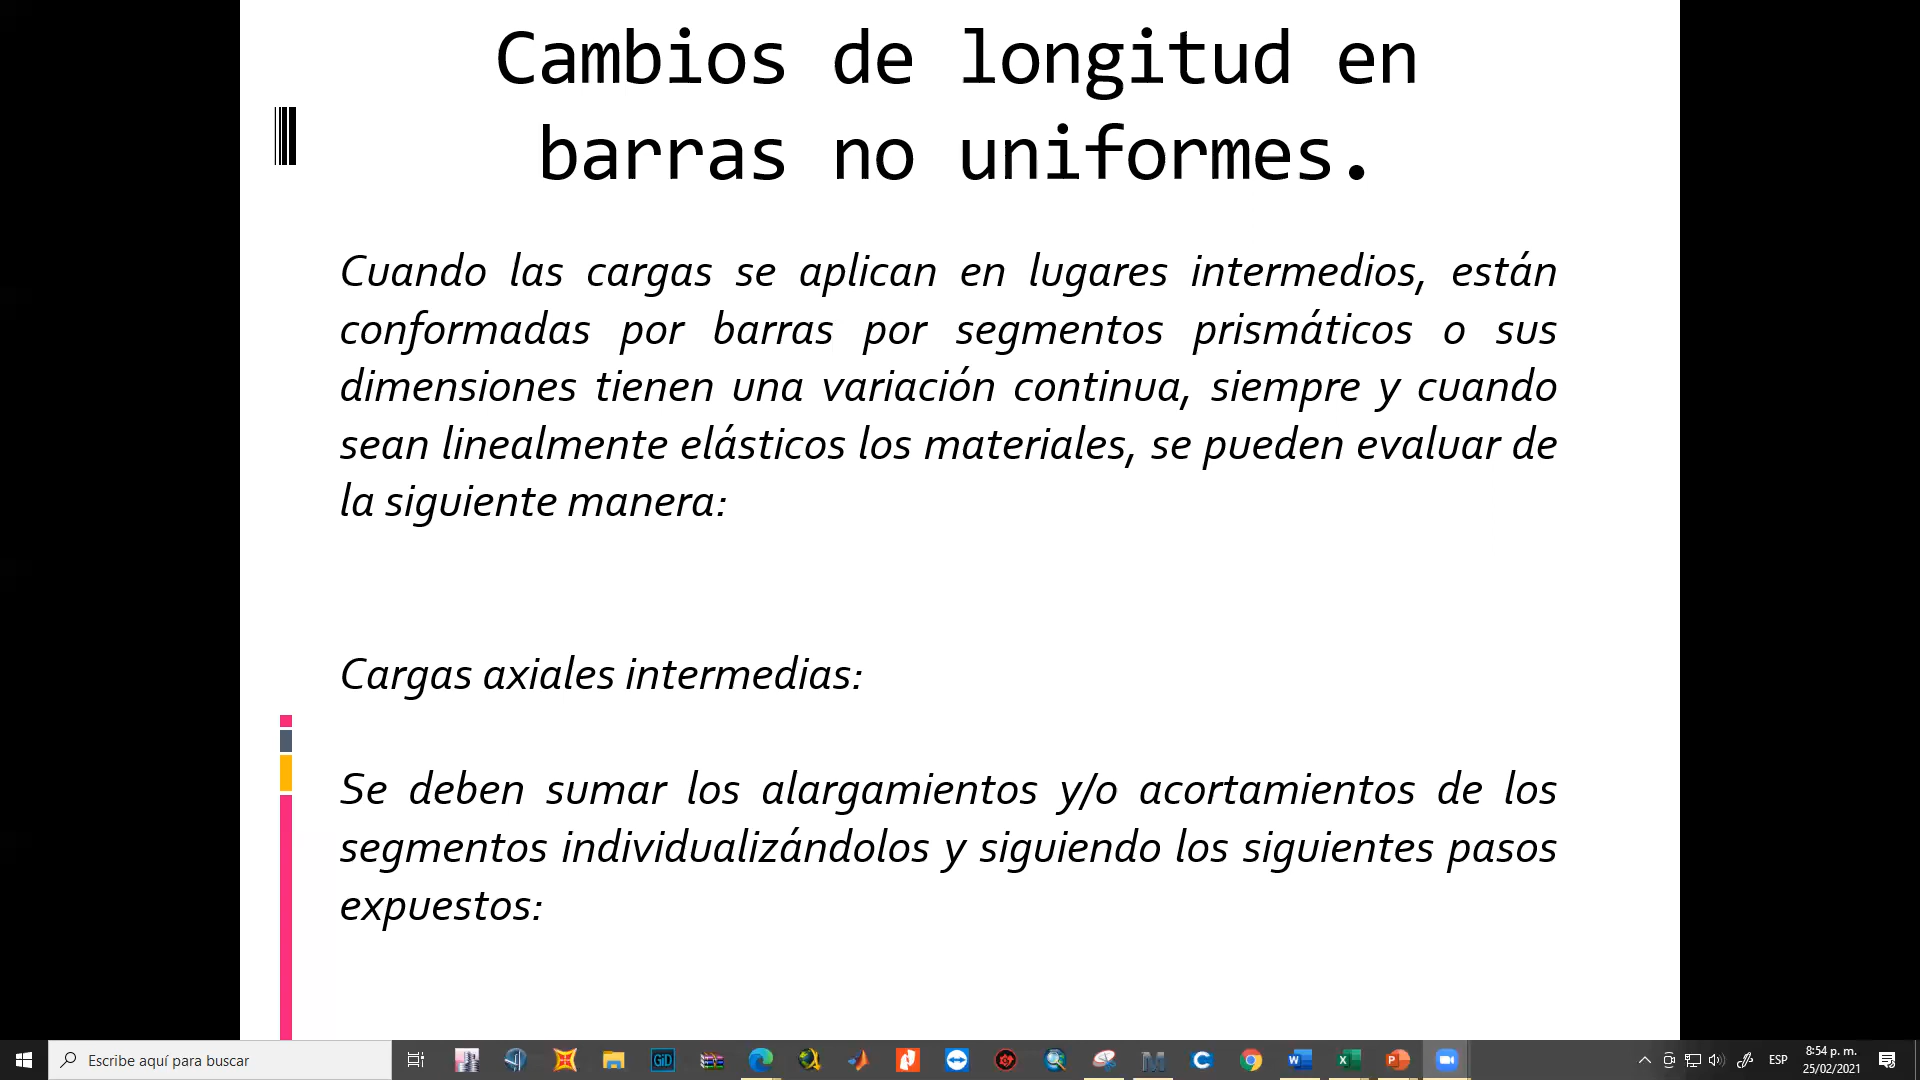 Cambios de longitud en
barras no uniformes.
Cuando las cargas se aplican en lugares intermedios, están
conformadas por barras por segmentos prismáticos o sus
dimensiones tienen una variación continua, siempre y cuando
sean linealmente elásticos los materiales, se pueden evaluar de
la siguiente manera:
Cargas axiales intermedias:
Se deben sumar los alargamientos y/o acortamientos de los
segmentos individualizándolos y siguiendo los siguientes pasos
expuestos:
Escribe aquí para buscar
GiD
ESP
8:54 p. m.
25/02/2021